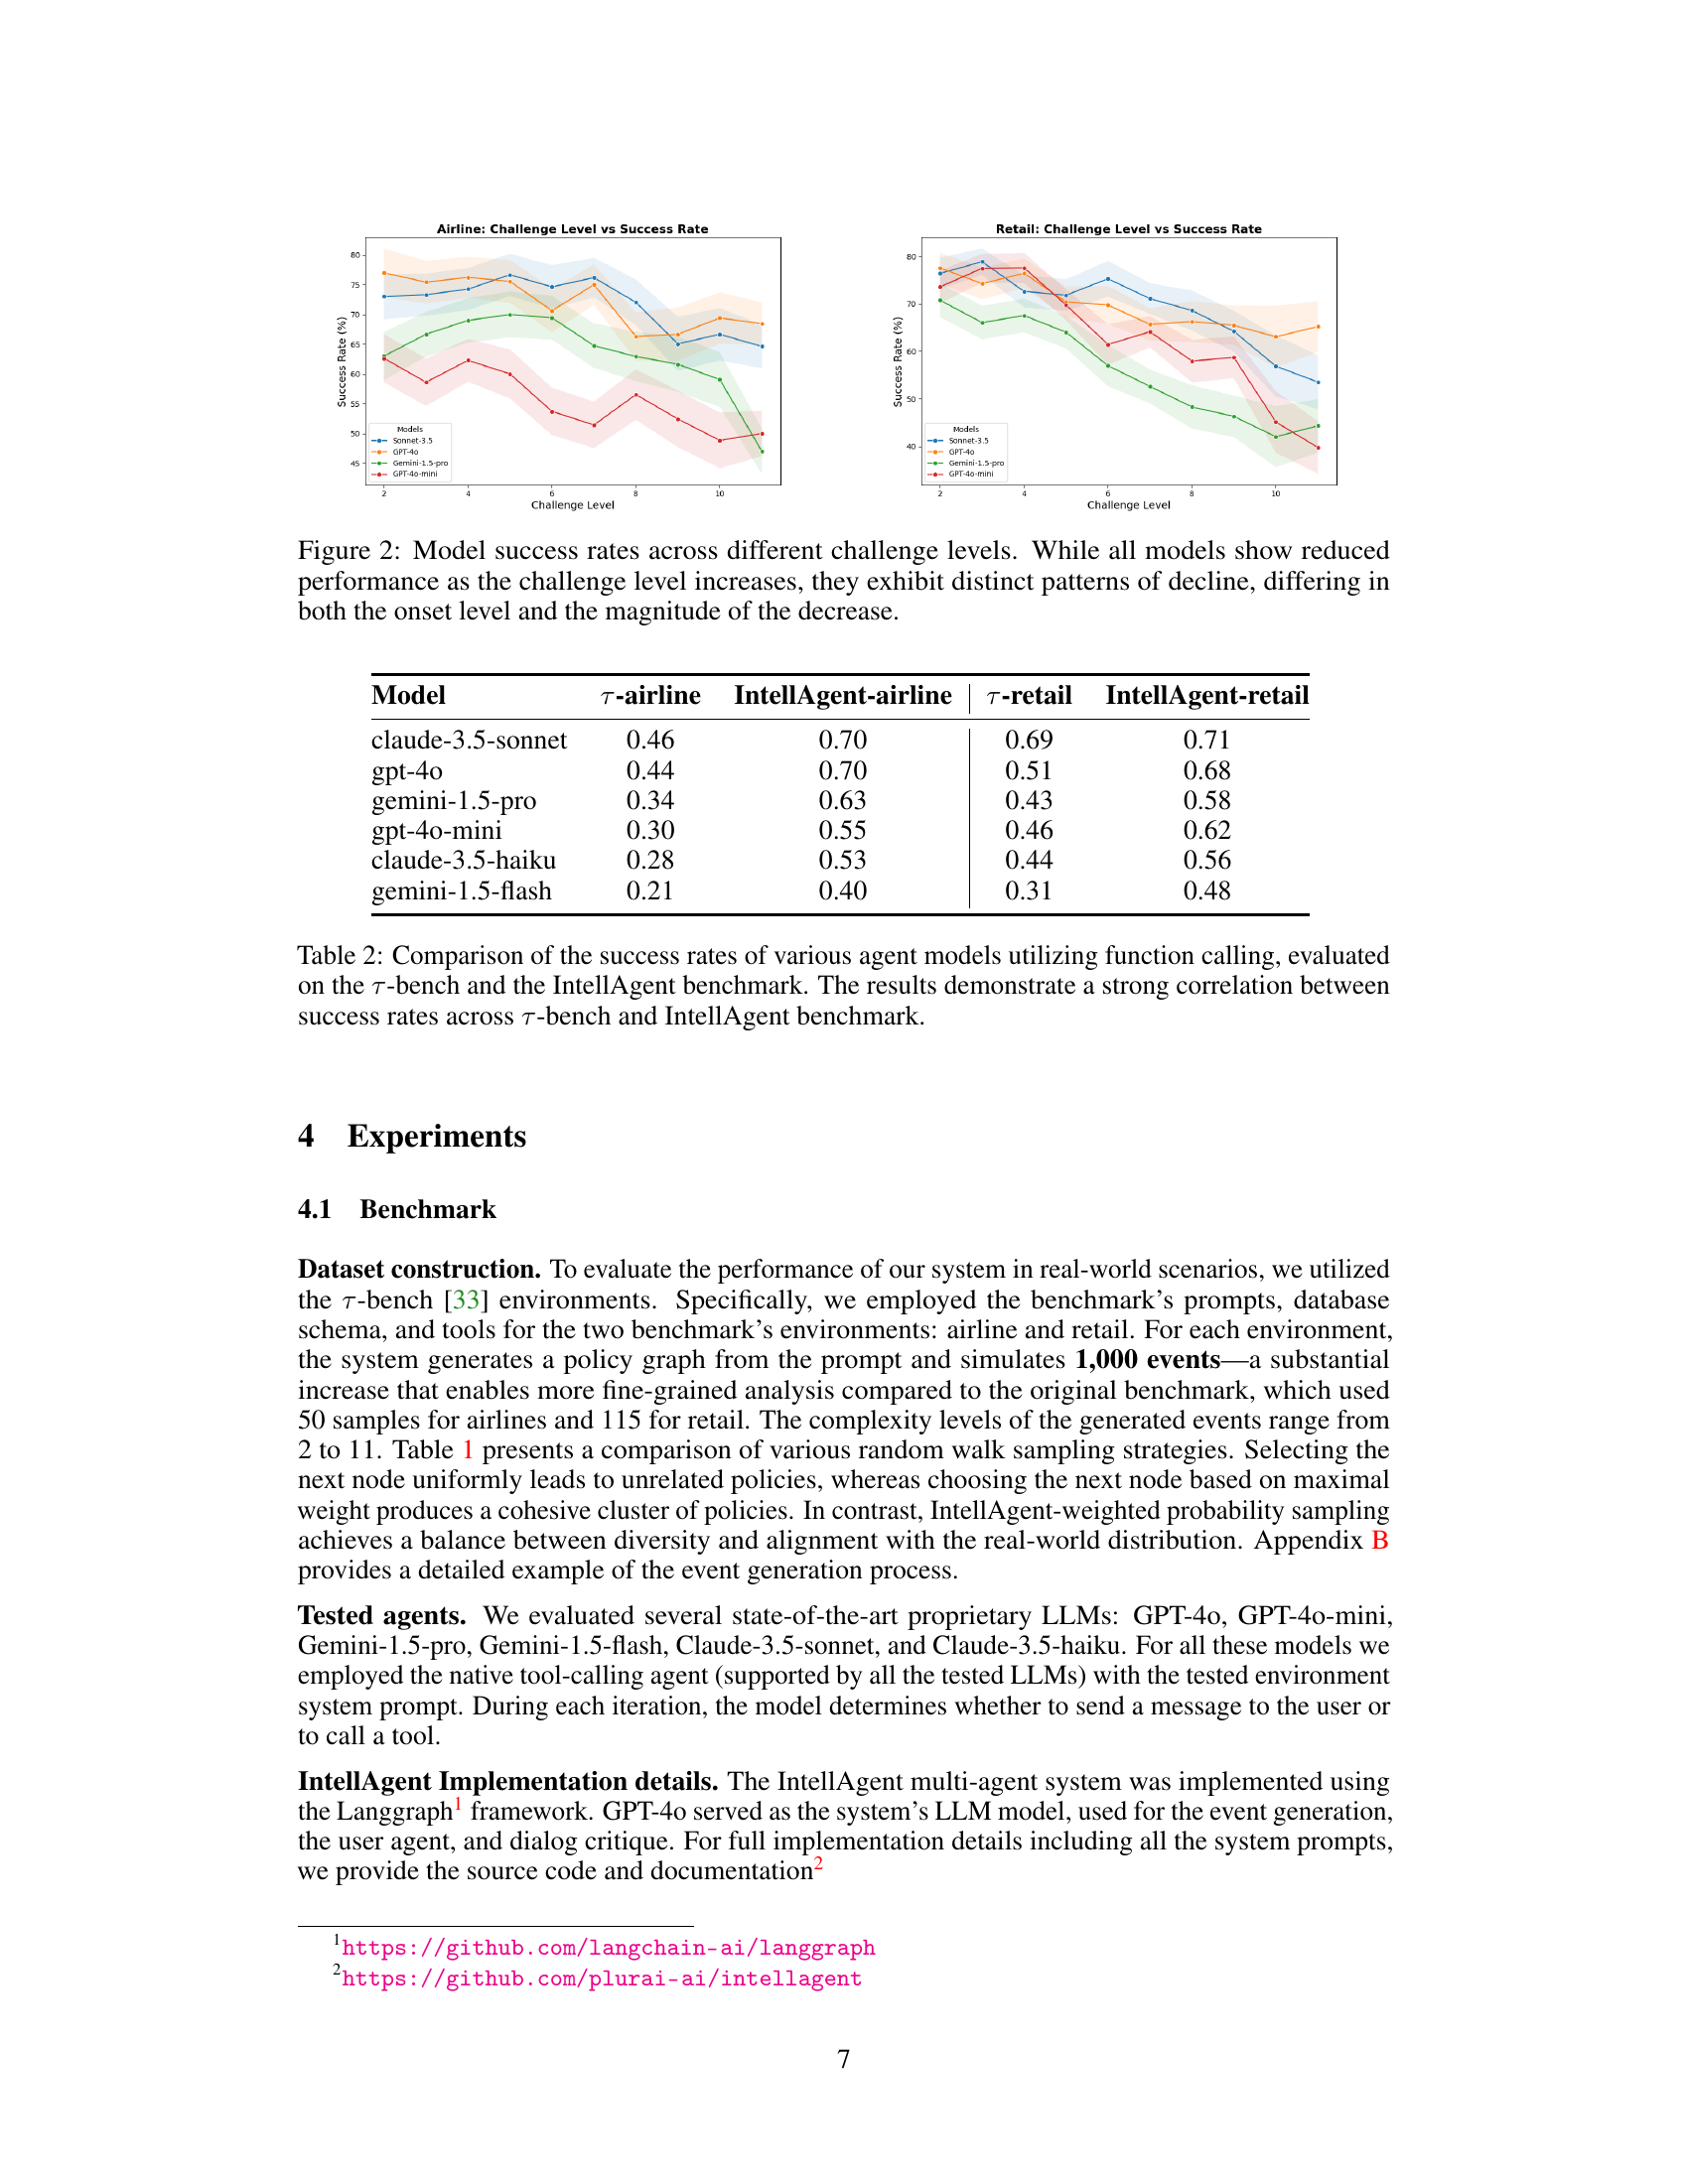 Airline: Challenge Level vs Success Rate
80
75
70
65
60
55
50
45
Success Rate (%)
Models
Sonnet-3.5
GPT-4o
Gemini-1.5-pro
GPT-4o-mini
2 4 6 8 10
Challenge Level
Retail: Challenge Level vs Success Rate
80
70
60
50
40
Success Rate (%)
Models
Sonnet-3.5
GPT-4o
Gemini-1.5-pro
GPT-4o-mini
2 4 6 8 10
Challenge Level
Figure 2: Model success rates across different challenge levels. While all models show reduced
performance as the challenge level increases, they exhibit distinct patterns of decline, differing in
both the onset level and the magnitude of the decrease.
Model τ-airline IntellAgent-airline τ-retail IntellAgent-retail
claude-3.5-sonnet 0.46 0.70 0.69 0.71
gpt-4o 0.44 0.70 0.51 0.68
gemini-1.5-pro 0.34 0.63 0.43 0.58
gpt-4o-mini 0.30 0.55 0.46 0.62
claude-3.5-haiku 0.28 0.53 0.44 0.56
gemini-1.5-flash 0.21 0.40 0.31 0.48
Table 2: Comparison of the success rates of various agent models utilizing function calling, evaluated
on the τ-bench and the IntellAgent benchmark. The results demonstrate a strong correlation between
success rates across τ-bench and IntellAgent benchmark.
4 Experiments
4.1 Benchmark
Dataset construction. To evaluate the performance of our system in real-world scenarios, we utilized
the τ-bench [33] environments. Specifically, we employed the benchmark's prompts, database
schema, and tools for the two benchmark's environments: airline and retail. For each environment,
the system generates a policy graph from the prompt and simulates 1,000 events—a substantial
increase that enables more fine-grained analysis compared to the original benchmark, which used
50 samples for airlines and 115 for retail. The complexity levels of the generated events range from
2 to 11. Table 1 presents a comparison of various random walk sampling strategies. Selecting the
next node uniformly leads to unrelated policies, whereas choosing the next node based on maximal
weight produces a cohesive cluster of policies. In contrast, IntellAgent-weighted probability sampling
achieves a balance between diversity and alignment with the real-world distribution. Appendix B
provides a detailed example of the event generation process.
Tested agents. We evaluated several state-of-the-art proprietary LLMs: GPT-4o, GPT-4o-mini,
Gemini-1.5-pro, Gemini-1.5-flash, Claude-3.5-sonnet, and Claude-3.5-haiku. For all these models we
employed the native tool-calling agent (supported by all the tested LLMs) with the tested environment
system prompt. During each iteration, the model determines whether to send a message to the user or
to call a tool.
IntellAgent Implementation details. The IntellAgent multi-agent system was implemented using
the Langgraph1 framework. GPT-4o served as the system's LLM model, used for the event generation,
the user agent, and dialog critique. For full implementation details including all the system prompts,
we provide the source code and documentation2
1https://github.com/langchain-ai/langgraph
2https://github.com/plurai-ai/intellagent
7